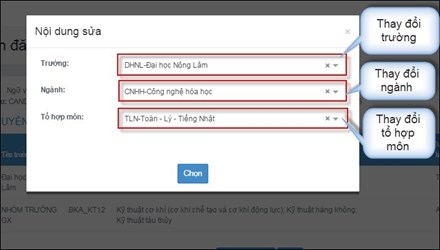 Nội dung sửa
×
Thay đổi
trường
Trường:
DHNL-Đại học Nông Lâm
Ngành:
CNHH-Công nghệ hóa học
Thay đổi
ngành
Tổ hợp môn:
TLN-Toán - Lý - Tiếng Nhật
Thay đổi
tổ hợp
môn
Chọn
Lâm
NHÓM TRƯỜNG
GX
BKA_KT12
Kỹ thuật cơ khí (cơ khí chế tạo và cơ khí động lực); Kỹ thuật hàng không;
Kỹ thuật tàu thủy